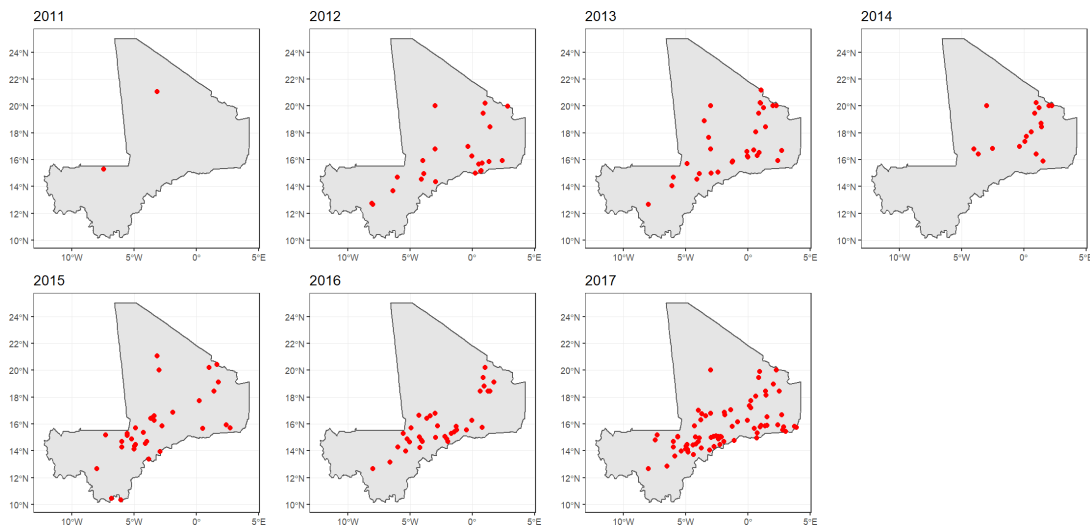 2011 2012 2013 2014
24°N 24°N 24°N 24°N
22°N 22°N 22°N 22°N
20°N 20°N 20°N 20°N
18°N 18°N 18°N 18°N
16°N 16°N 16°N 16°N
14°N 14°N 14°N 14°N
12°N 12°N 12°N 12°N
10°N 10°N 10°N 10°N
10°W 5°W 0° 5°E 10°W 5°W 0° 5°E 10°W 5°W 0° 5°E 10°W 5°W 0° 5°E
2015 2016 2017
24°N 24°N 24°N
22°N 22°N 22°N
20°N 20°N 20°N
18°N 18°N 18°N
16°N 16°N 16°N
14°N 14°N 14°N
12°N 12°N 12°N
10°N 10°N 10°N
10°W 5°W 0° 5°E 10°W 5°W 0° 5°E 10°W 5°W 0° 5°E